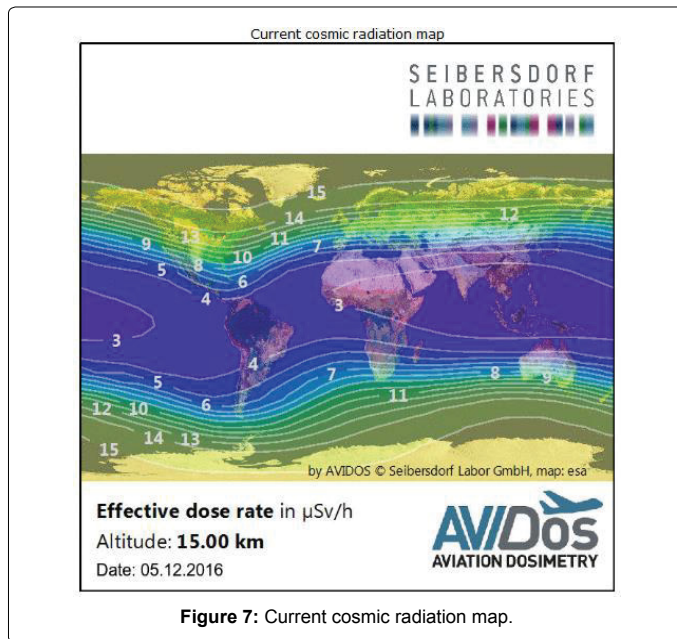 Current cosmic radiation map
SEIBERSDORF
LABORATORIES
15
14
12
13
11
9
7
10
5
8
6
4
3
3
4
5
7
8
9
6
11
12 10
14 13
15
by AVIDOS © Seibersdorf Labor GmbH, map: esa
Effective dose rate in µSv/h
Altitude: 15.00 km
Date: 05.12.2016
AVIDOS
AVIATION DOSIMETRY
Figure 7: Current cosmic radiation map.